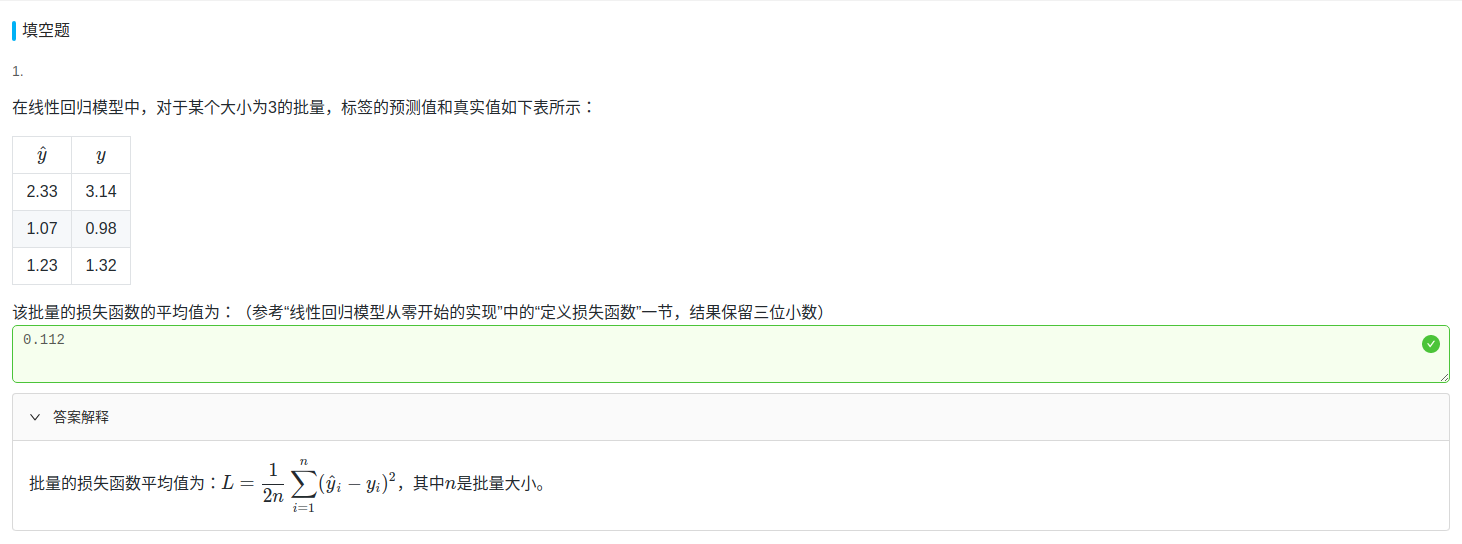 填空题
1.
在线性回归模型中，对于某个大小为3的批量，标签的预测值和真实值如下表所示：
ŷ y
2.33 3.14
1.07 0.98
1.23 1.32
该批量的损失函数的平均值为：（参考“线性回归模型从零开始的实现”中的“定义损失函数”一节，结果保留三位小数）
0.112
答案解释
批量的损失函数平均值为：$L = \frac{1}{2n} \sum_{i=1}^{n} (\hat{y}_i - y_i)^2$，其中$n$是批量大小。